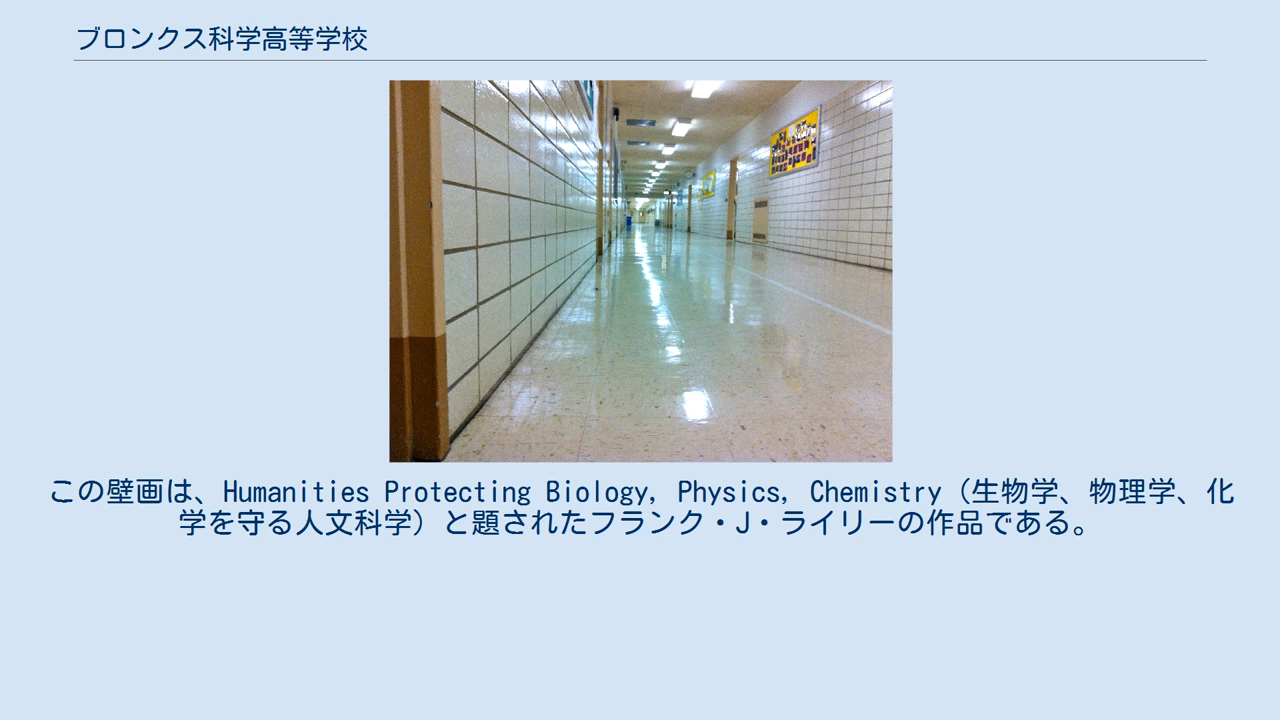 ブロンクス科学高等学校
この壁画は、Humanities Protecting Biology, Physics, Chemistry（生物学、物理学、化
学を守る人文科学）と題されたフランク・J・ライリーの作品である。